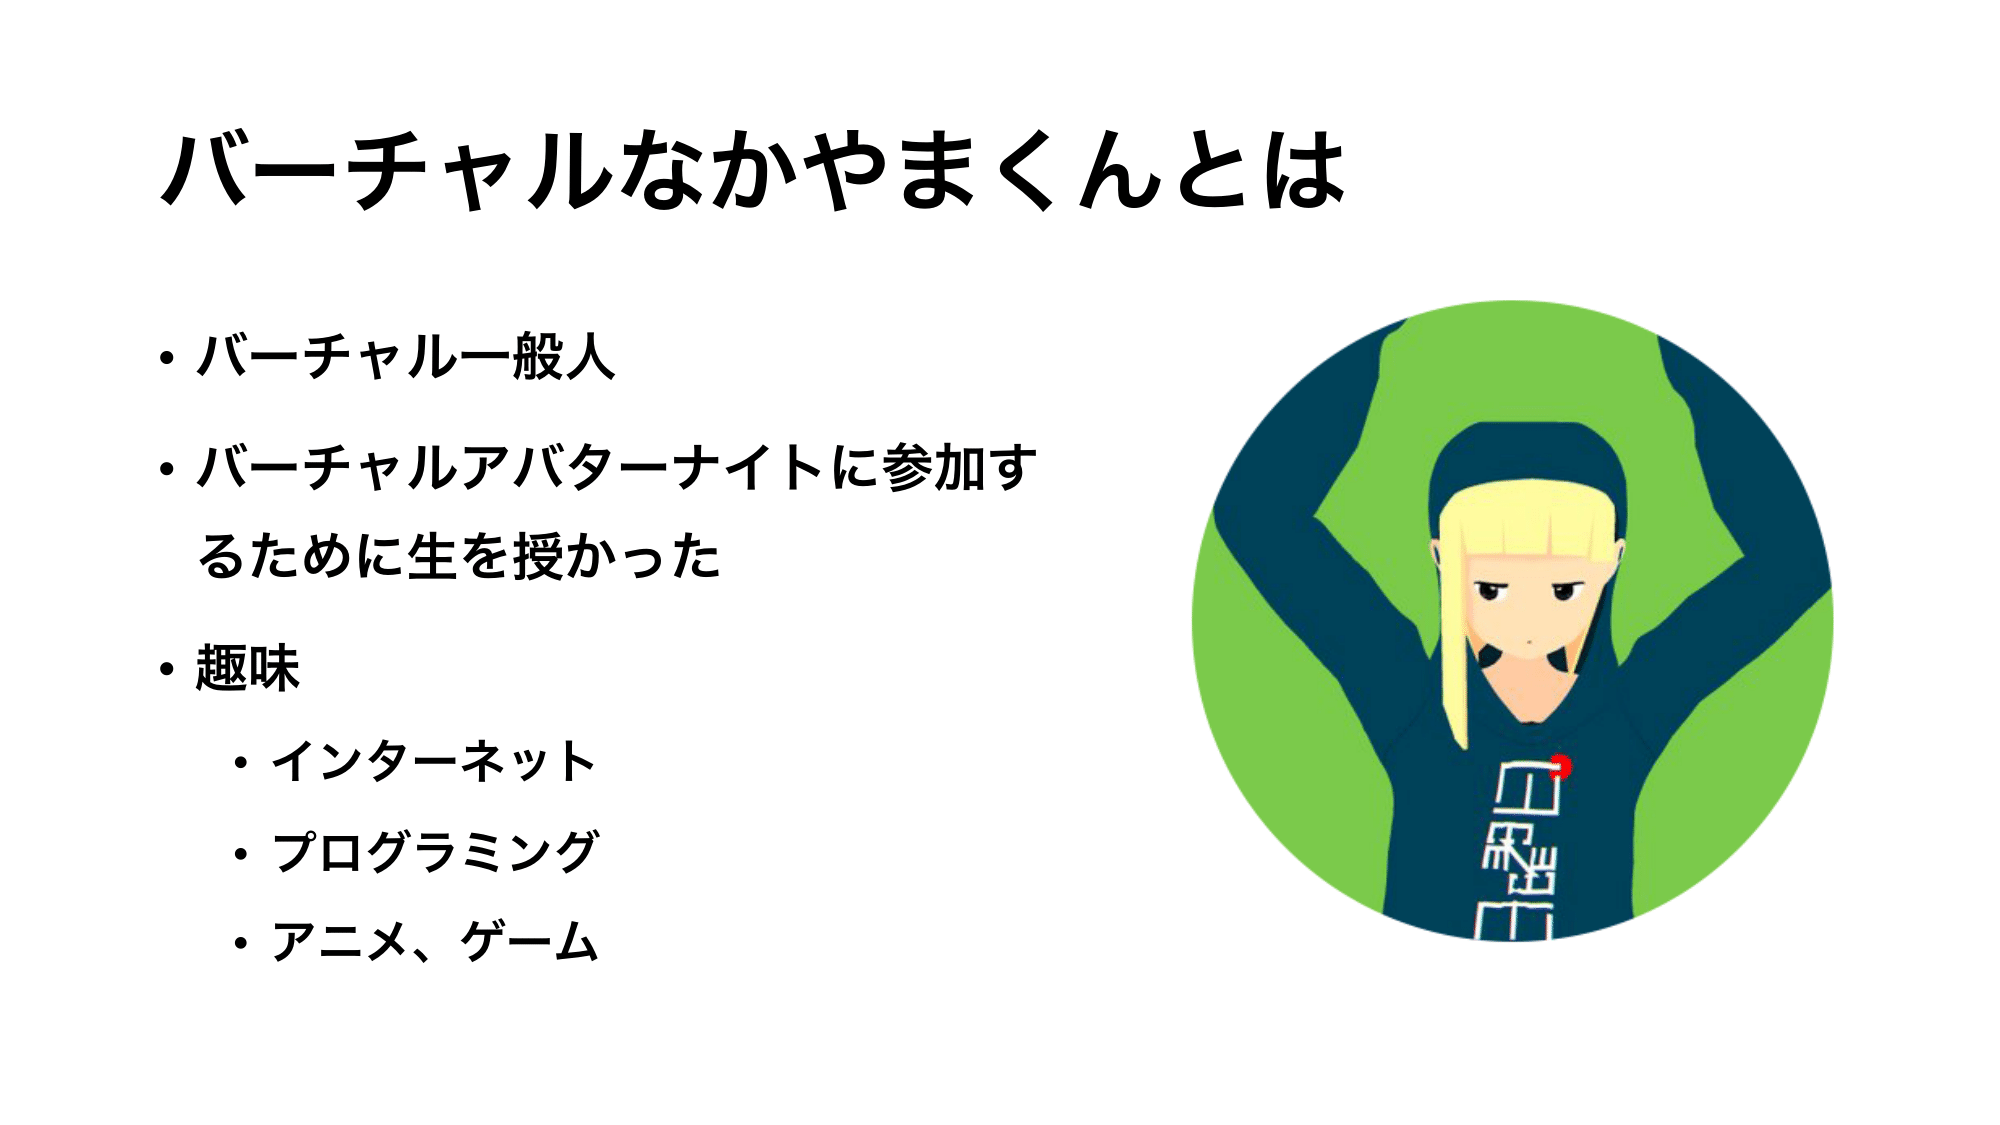 バーチャルなかやまくんとは
• バーチャル一般人
• バーチャルアバターナイトに参加す
るために生を授かった
• 趣味
• インターネット
• プログラミング
• アニメ、ゲーム